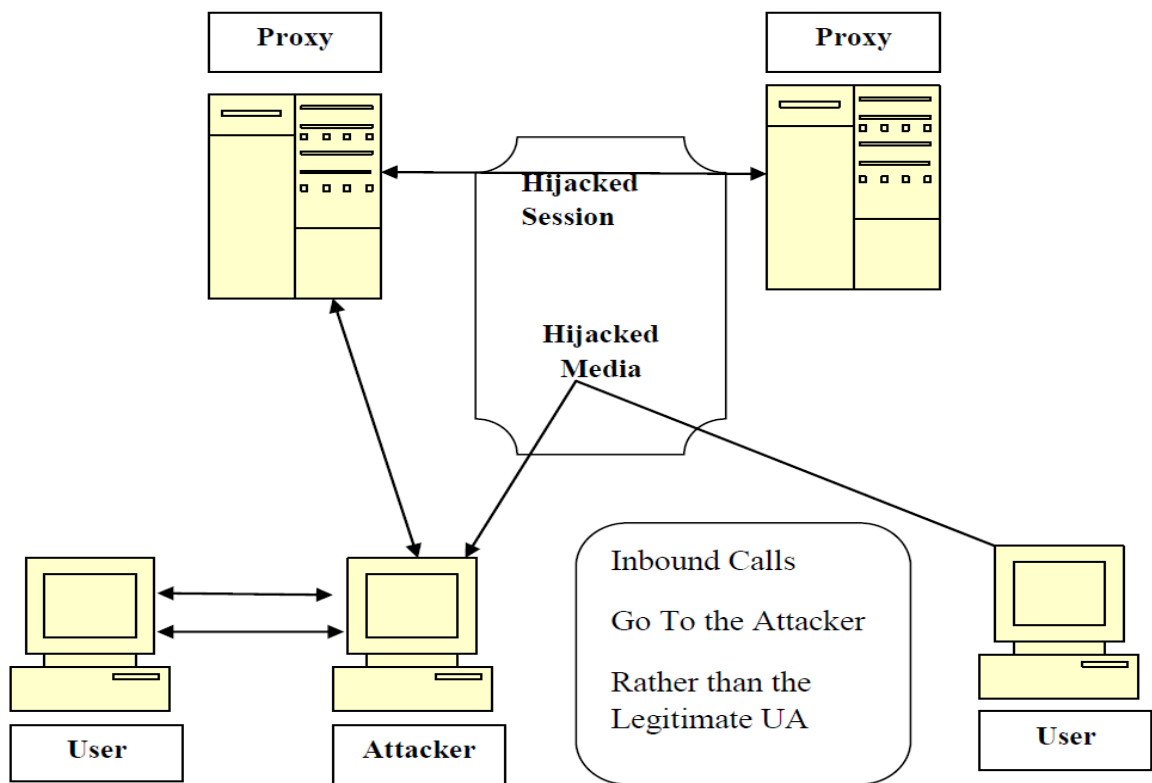 Proxy
Proxy
Hijacked
Session
Hijacked
Media
Inbound Calls
Go To the Attacker
Rather than the
Legitimate UA
User
Attacker
User